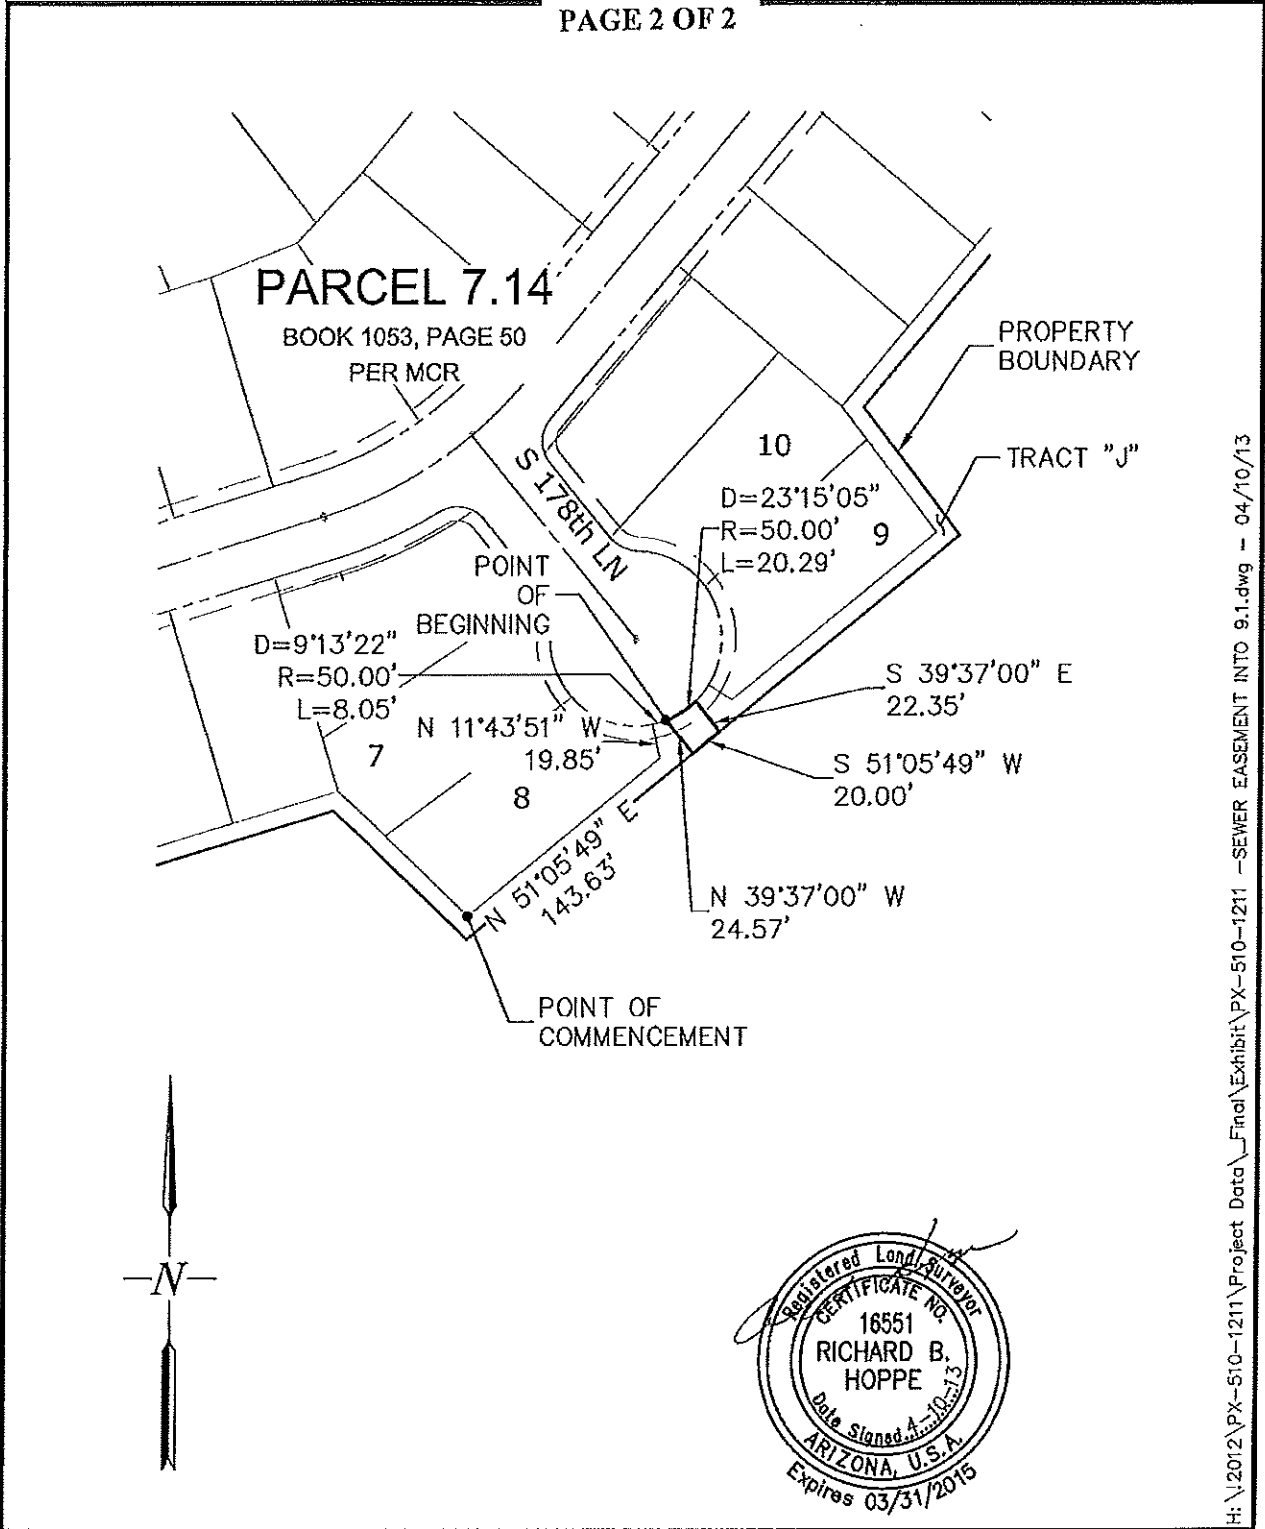 PAGE 2 OF 2
PARCEL 7.14
BOOK 1053, PAGE 50
PER MCR
PROPERTY
BOUNDARY
TRACT "J"
10
D=23°15'05"
R=50.00'
L=20.29'
9
S 178th LN
POINT
OF
BEGINNING
D=9°13'22"
R=50.00'
L=8.05'
N 11°43'51" W
19.85'
7
8
S 39°37'00" E
22.35'
S 51°05'49" W
20.00'
N 51°05'49" E
143.63'
N 39°37'00" W
24.57'
POINT OF
COMMENCEMENT
N
Registered Land Surveyor
CERTIFICATE NO.
16551
RICHARD B.
HOPPE
Date Signed 4-10-13
ARIZONA, U.S.A.
Expires 03/31/2015
H:\12012\PX-510-1211\Project Data\_Final\Exhibit\PX-510-1211 -SEWER EASEMENT INTO 9.1.dwg - 04/10/13